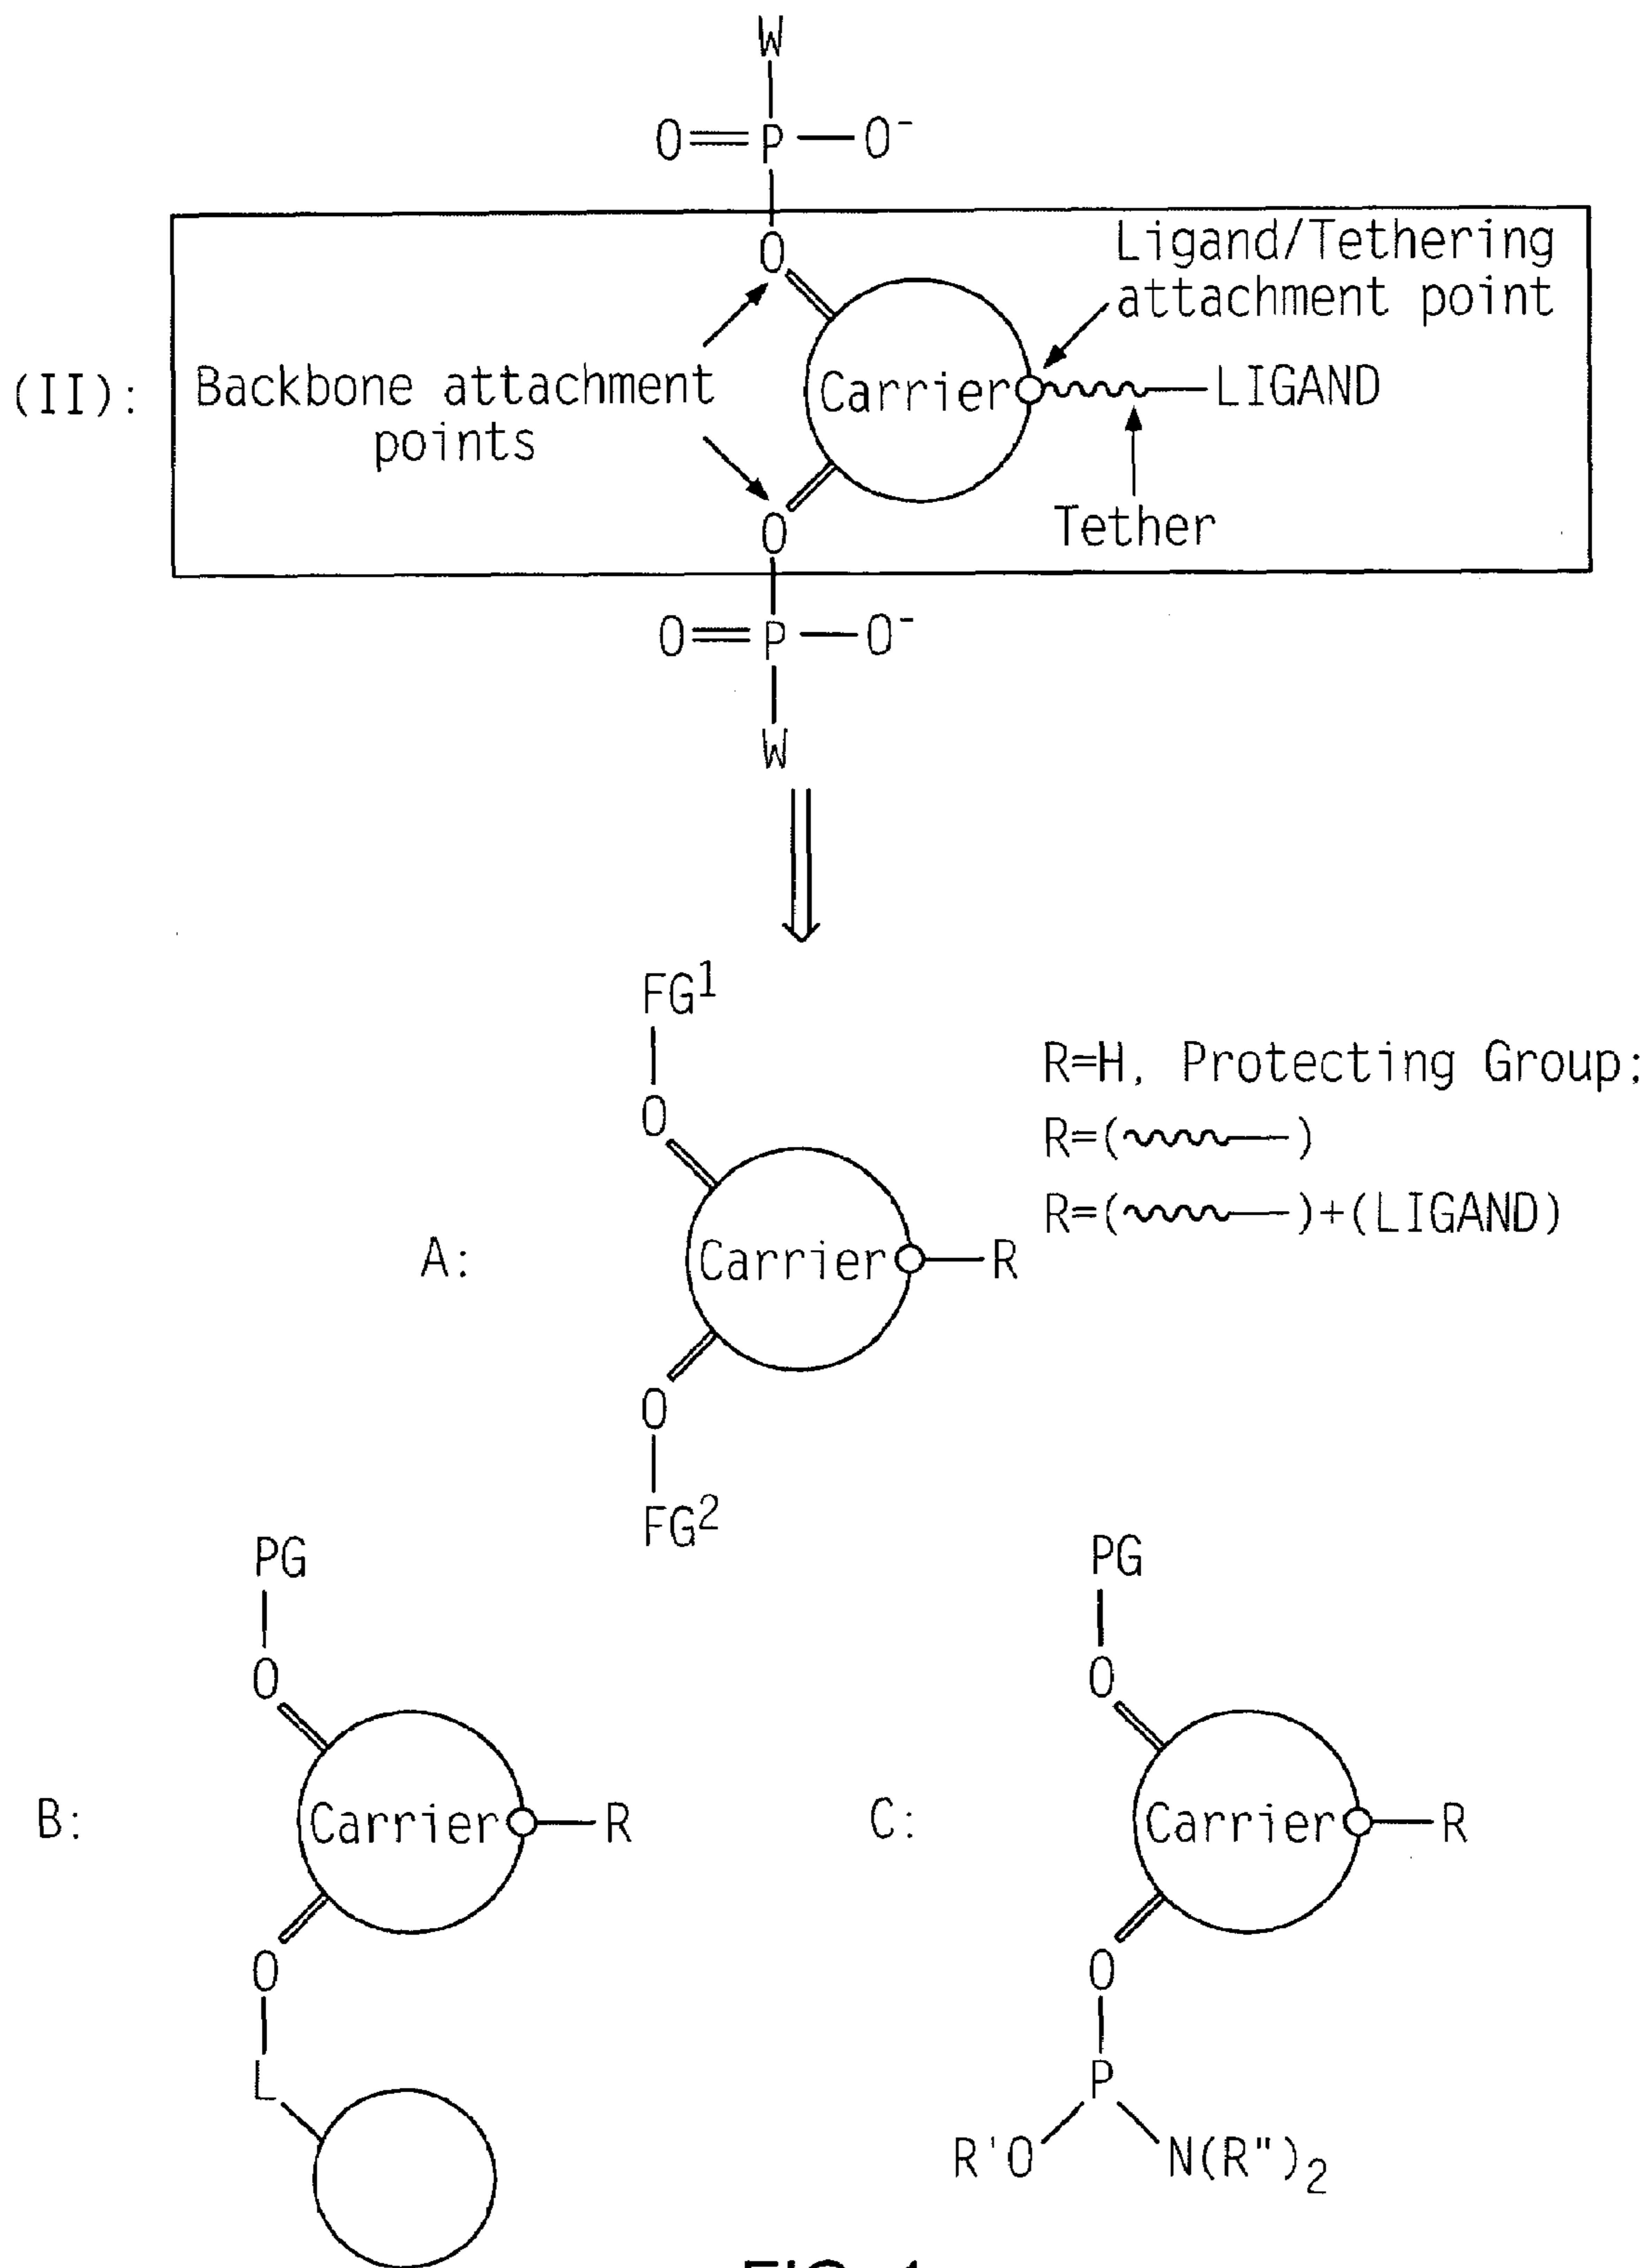 W
O=P—O⁻
O
Ligand/Tethering
attachment point
(II):
Backbone attachment
points
Carrier
LIGAND
Tether
O
O=P—O⁻
W
FG¹
O
R=H, Protecting Group;
R=( )
R=( )+(LIGAND)
A:
Carrier R
O
FG²
PG
O
B:
Carrier R
O
L
PG
O
C:
Carrier R
O
P
R'O N(R")₂